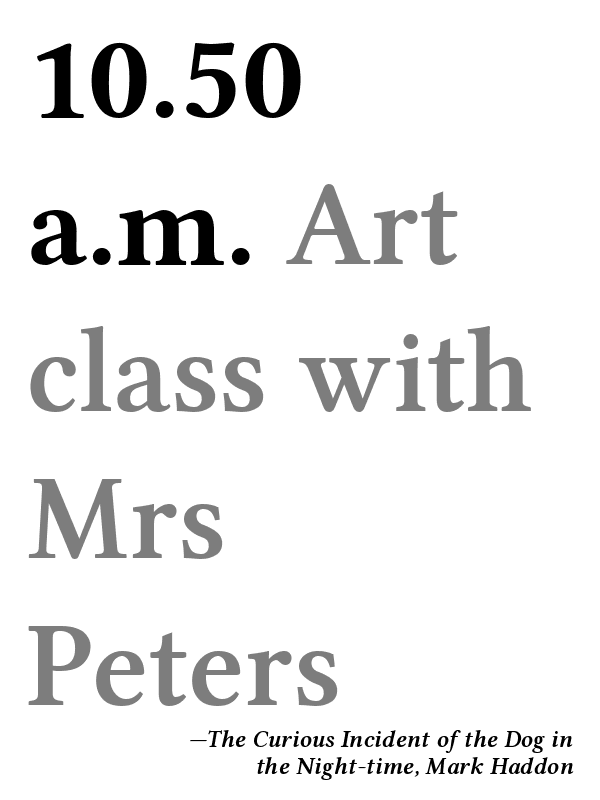 10.50
a.m. Art
class with
Mrs
Peters
—The Curious Incident of the Dog in
the Night-time, Mark Haddon